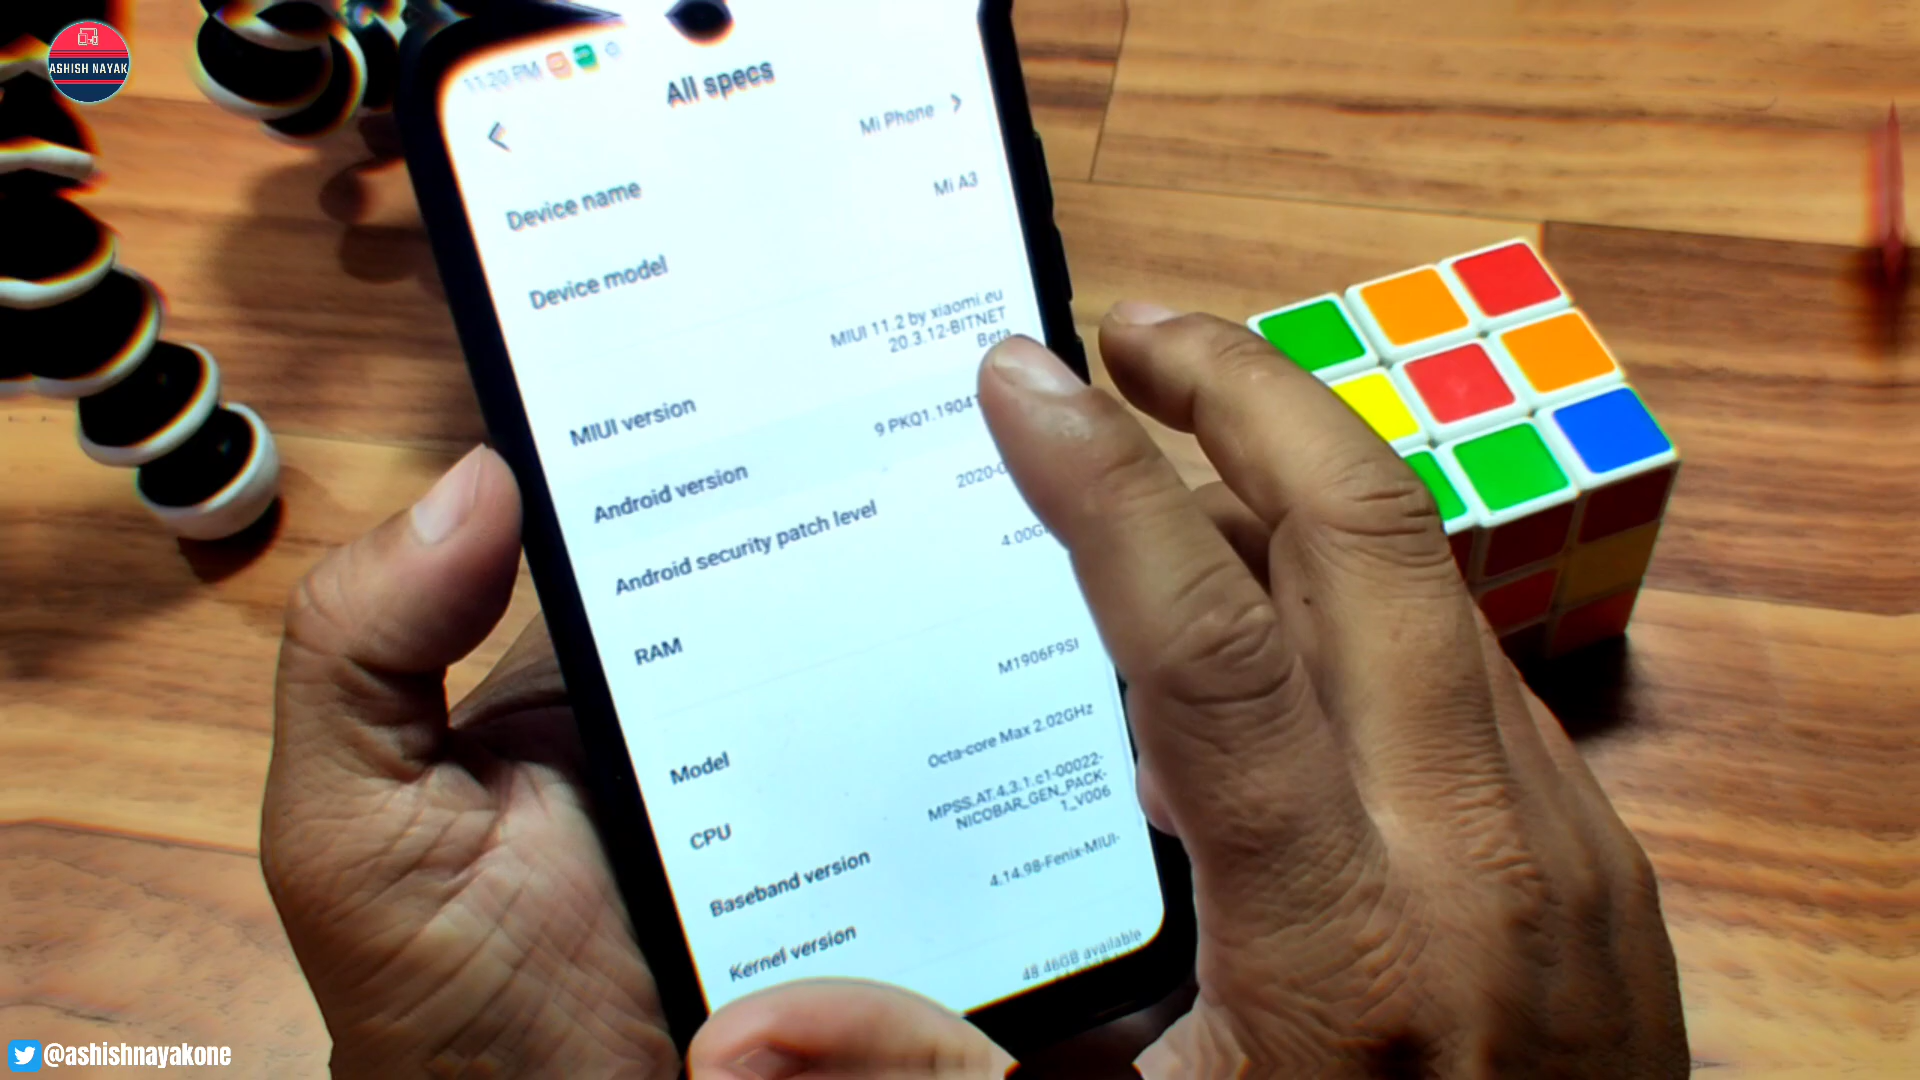 ASHISH NAYAK
11:20 PM
All specs
Device name
Mi Phone
Device model
Mi A3
MIUI version
MIUI 11.2 by xiaomi.eu
20.3.12-BITNET
Beta
Android version
9 PKQ1.1904
Android security patch level
2020-0
RAM
4.00G
Model
M1906F9SI
CPU
Octa-core Max 2.02GHz
Baseband version
MPSS.AT.4.3.1.c1-00022-
NICOBAR_GEN_PACK-
1_V006
Kernel version
4.14.98-Fenix-MIUI-
48.46GB available
@ashishnayakone